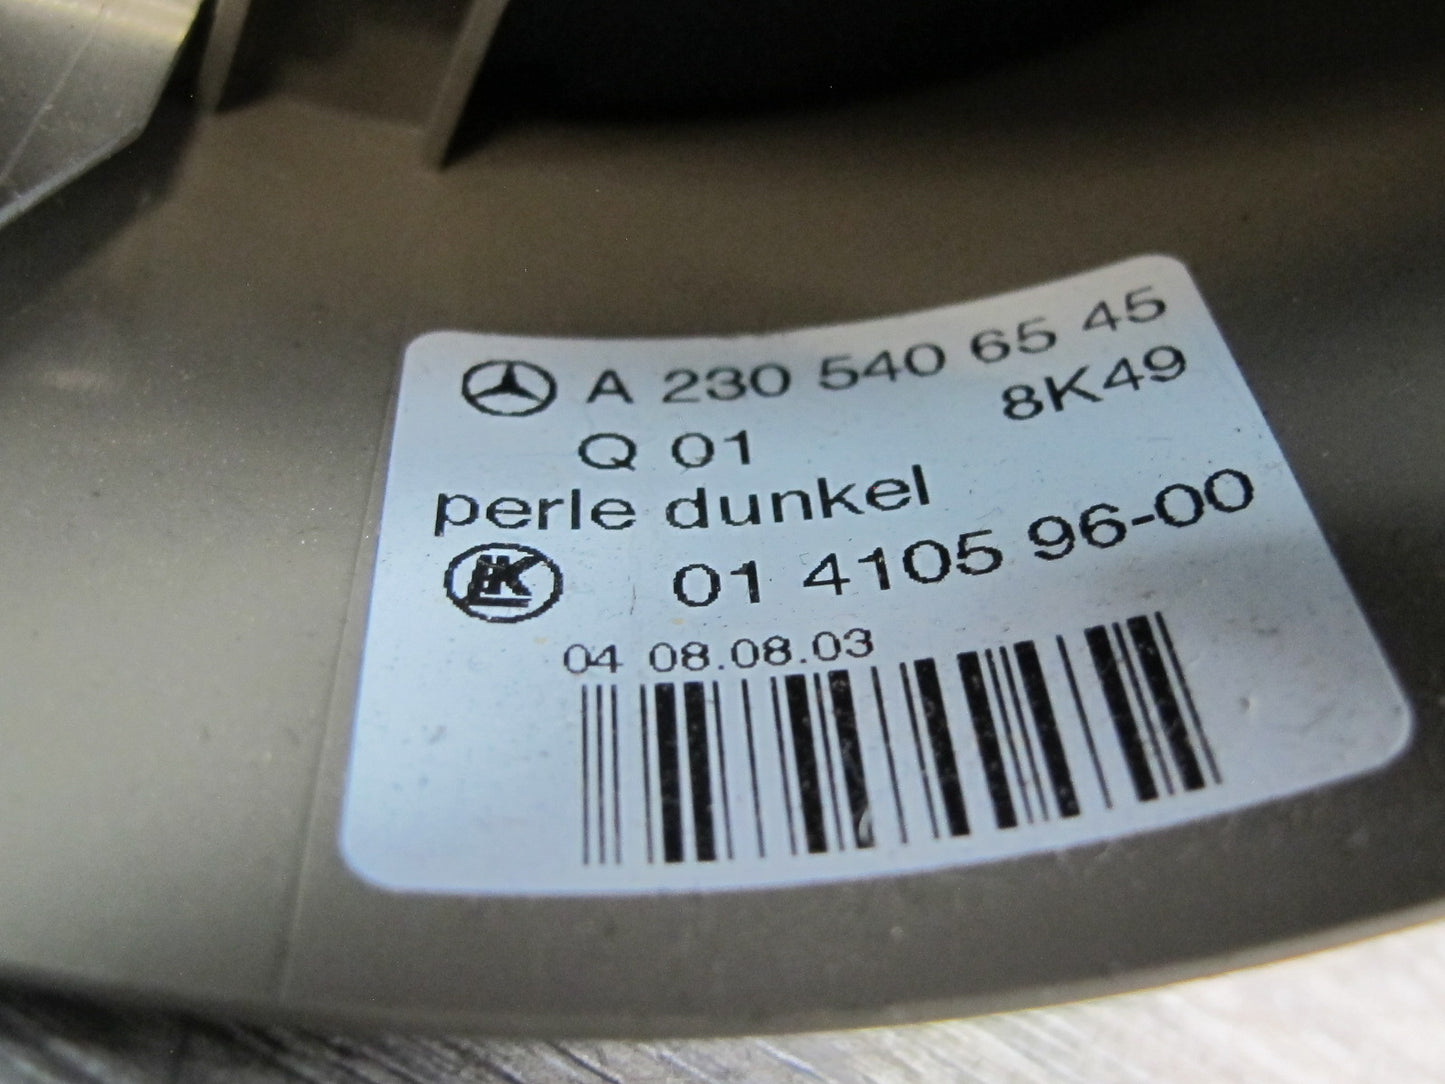 A 230 540 65 45
Q 01 8K49
perle dunkel
01 4105 96-00
04 08.08.03